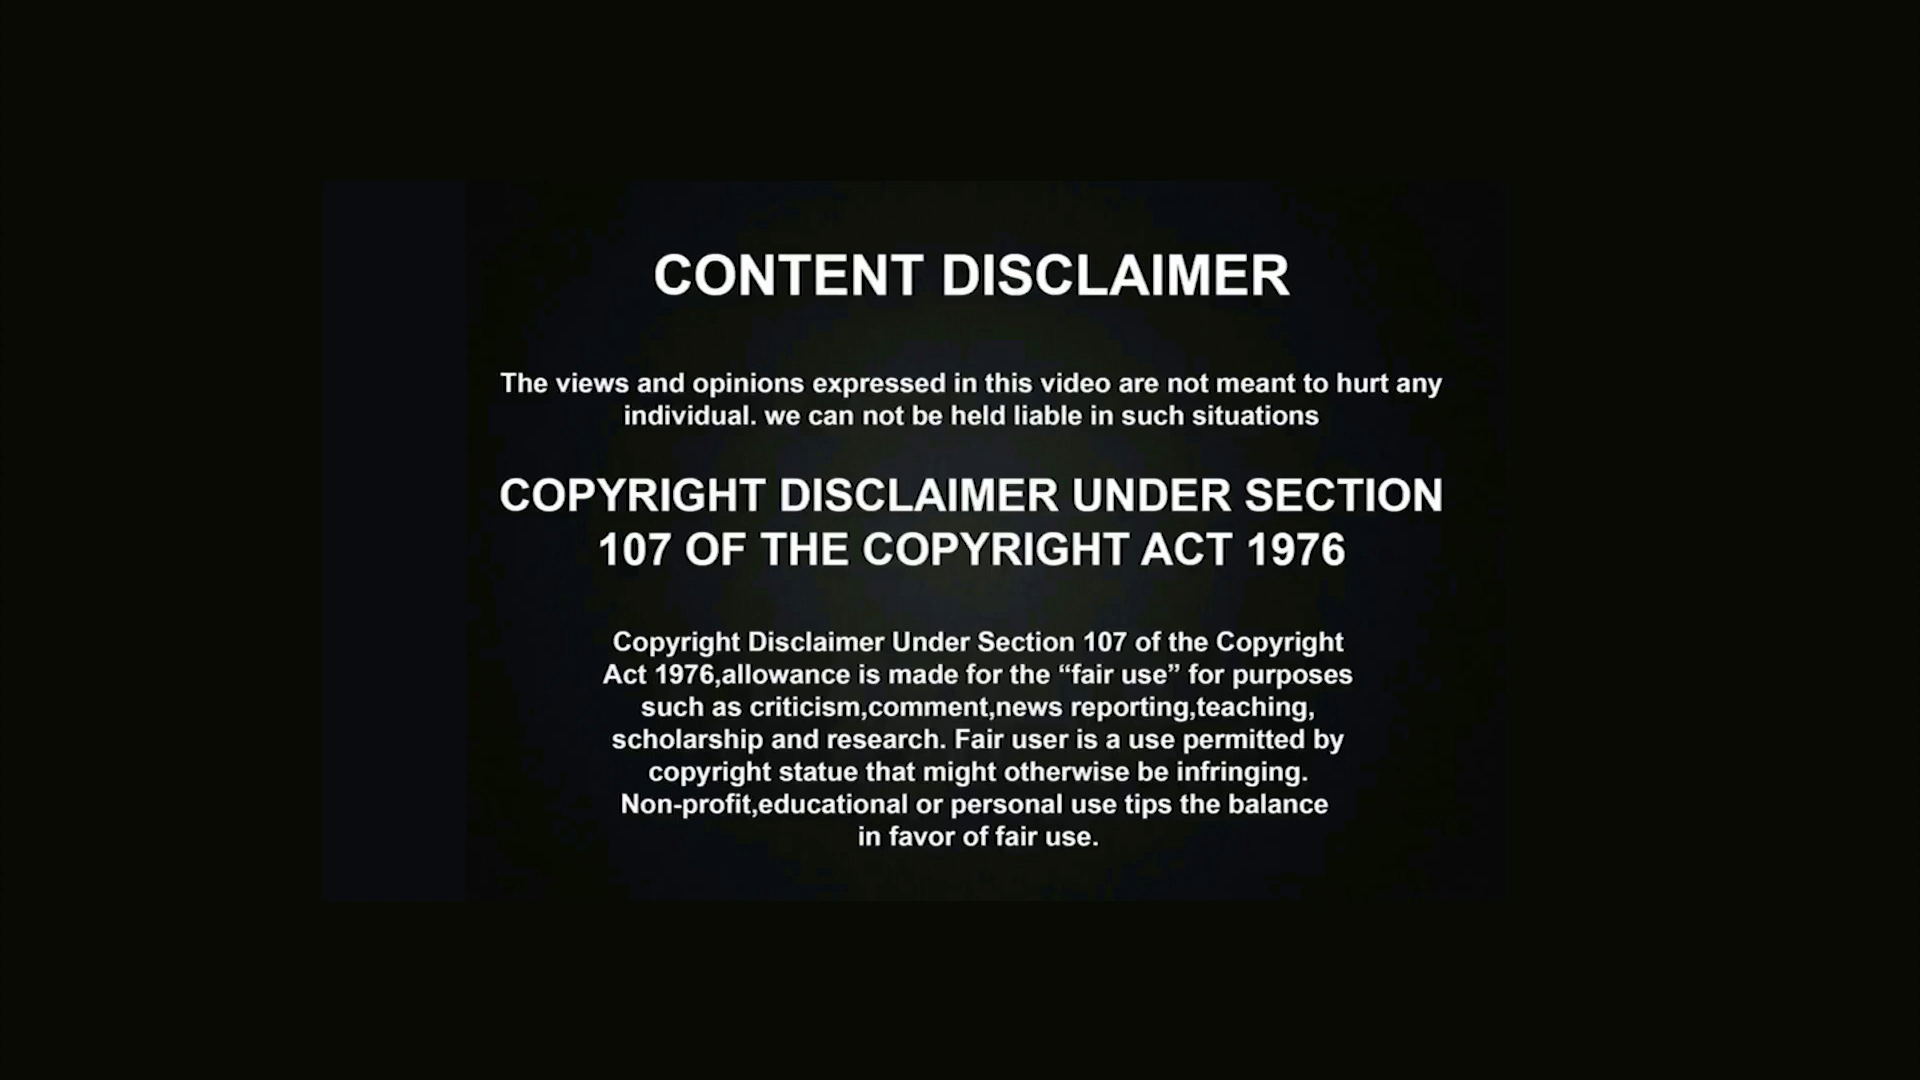 CONTENT DISCLAIMER
The views and opinions expressed in this video are not meant to hurt any
individual. we can not be held liable in such situations
COPYRIGHT DISCLAIMER UNDER SECTION
107 OF THE COPYRIGHT ACT 1976
Copyright Disclaimer Under Section 107 of the Copyright
Act 1976,allowance is made for the “fair use” for purposes
such as criticism,comment,news reporting,teaching,
scholarship and research. Fair user is a use permitted by
copyright statue that might otherwise be infringing.
Non-profit,educational or personal use tips the balance
in favor of fair use.